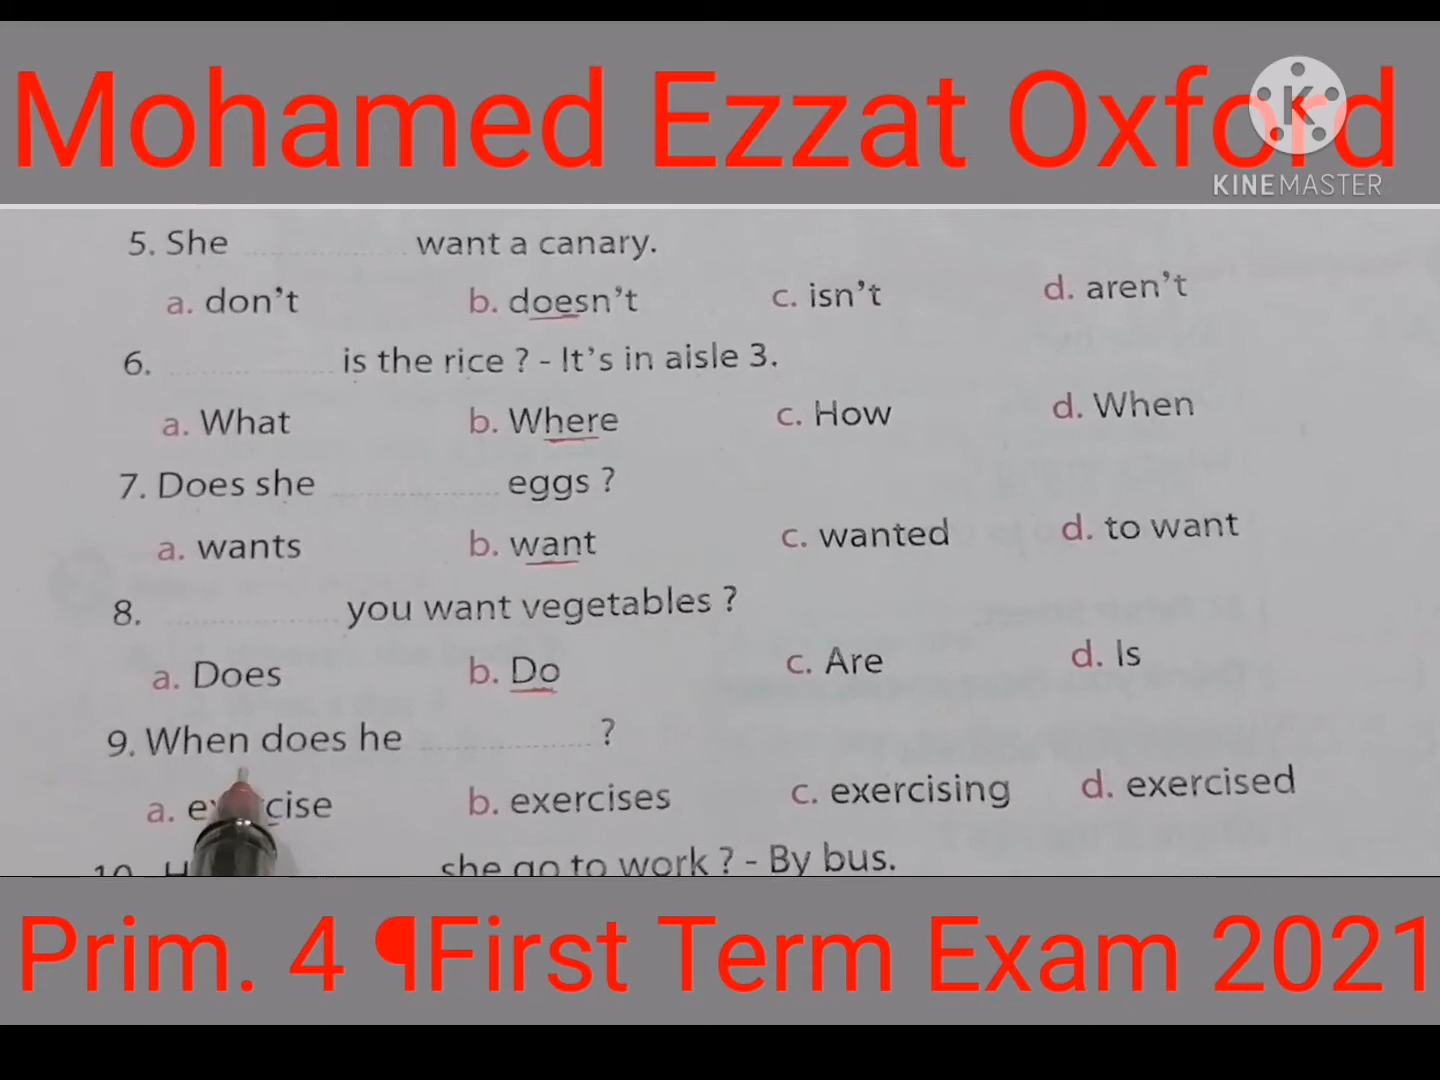 Mohamed Ezzat Oxford
KINEMASTER
5. She ............ want a canary.
a. don't b. doesn't c. isn't d. aren't
6. ............ is the rice ? - It's in aisle 3.
a. What b. Where c. How d. When
7. Does she ............ eggs ?
a. wants b. want c. wanted d. to want
8. ............ you want vegetables ?
a. Does b. Do c. Are d. Is
9. When does he ............ ?
a. exercise b. exercises c. exercising d. exercised
10. she go to work ? - By bus.
Prim. 4 ¶First Term Exam 2021